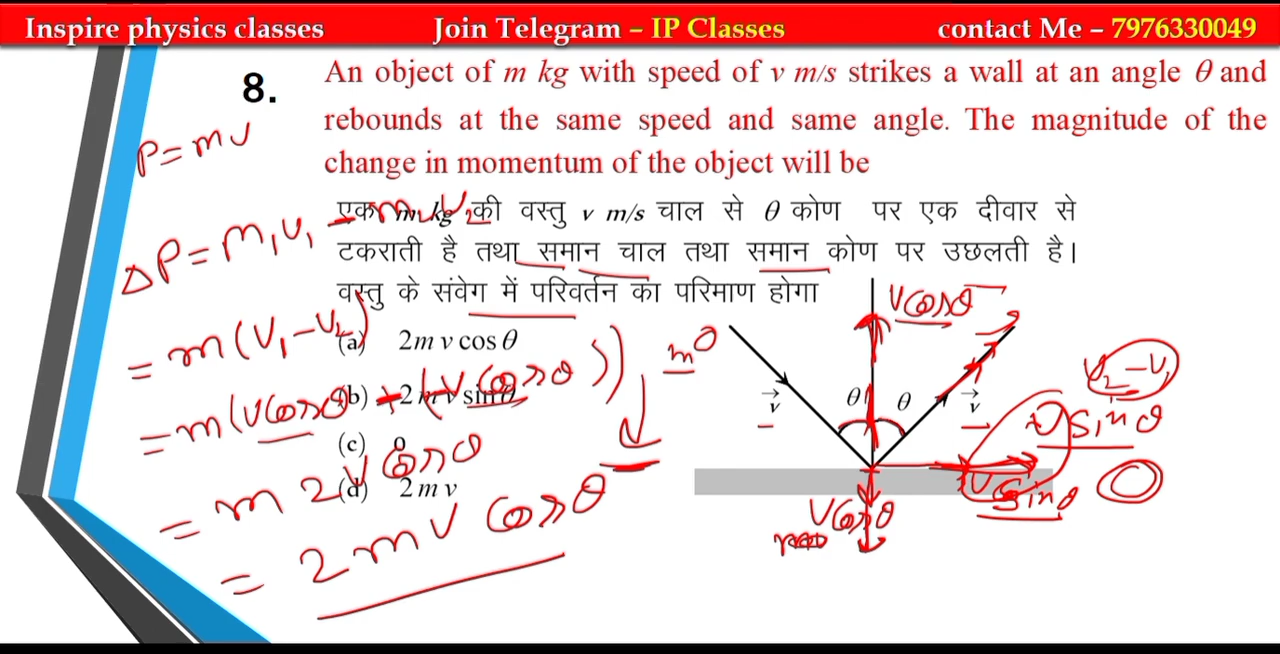 Inspire physics classes Join Telegram – IP Classes contact Me – 7976330049
8. An object of m kg with speed of v m/s strikes a wall at an angle θ and
rebounds at the same speed and same angle. The magnitude of the
change in momentum of the object will be
P = mv
एक m kg की वस्तु v m/s चाल से θ कोण पर एक दीवार से
टकराती है तथा समान चाल तथा समान कोण पर उछलती है।
वस्तु के संवेग में परिवर्तन का परिमाण होगा
ΔP = m₁v₁ – m₂v₂
(a) 2m v cos θ
(b) 2m v sin θ
(c) 0
(d) 2m v
= m(v₁ – v₂)
= m(v cos θ + (+v cos θ))
= m 2v cos θ
= 2mv cos θ
v cos θ
m
θ θ
v v
v₂ – v₁
v sin θ
v sin θ
v cos θ